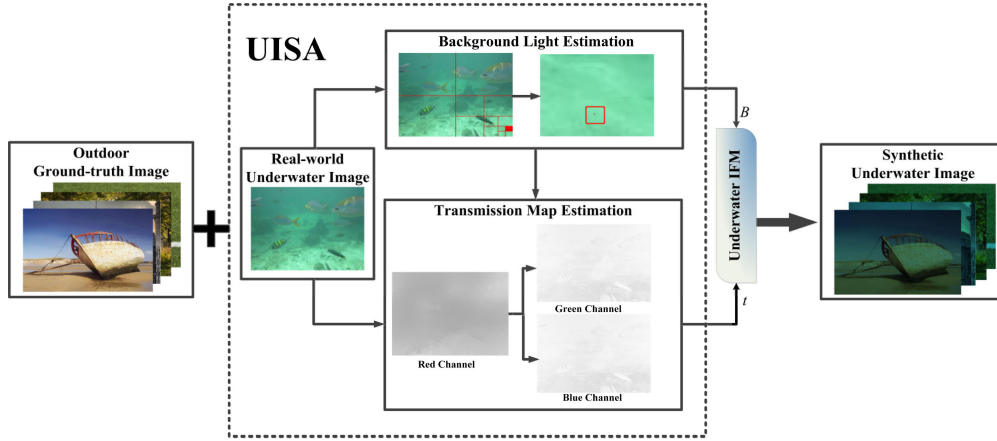 UISA
Background Light Estimation
Outdoor
Ground-truth Image
Real-world
Underwater Image
Transmission Map Estimation
Red Channel
Green Channel
Blue Channel
B
t
Underwater IFM
Synthetic
Underwater Image